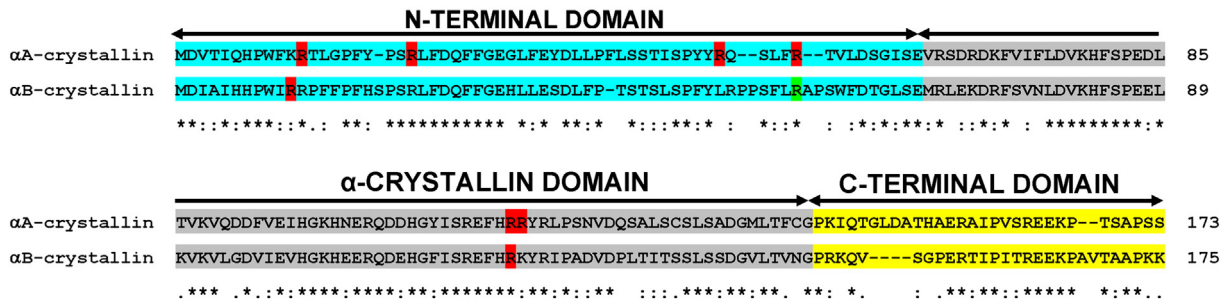 N-TERMINAL DOMAIN
αA-crystallin MDVTIQHPWFKRTLGPFY-PSRLFDQFFGEGLFEYDLLPFLSSTISPYYRQ--SLFR--TVLDSGISEVRSDRDKFVIFLDVKHFSPEDL 85
αB-crystallin MDIAIHHPWIRRPFFPFHSPSRLFDQFFGEHLLESDLFP-TSTSLSPFYLRPPSFLRAPSWFDTGLSEMRLEKDRFSVNLDVKHFSPEEL 89
**::*:***::*.: **: *********** *:* **:* *:::**:* : *::* : :*:*:**:* ::*:* : *********:*
α-CRYSTALLIN DOMAIN C-TERMINAL DOMAIN
αA-crystallin TVKVQDDFVEIHGKHNERQDDHGYISREFHRRYRLPSNVDQSALSCSLSADGMLTFCGPKIQTGLDATHAERAIPVSREEKP--TSAPSS 173
αB-crystallin KVKVLGDVIEVHGKHEERQDEHGFISREFHRKYRIPADVDPLTITSSLSSDGVLTVNGPRKQV----SGPERTIPITREEKPAVTAAPKK 175
.*** .*.:*:****:****:**:*******:**:*::** ::: ***:**:**. **: *. : .**:**::***** *:**..